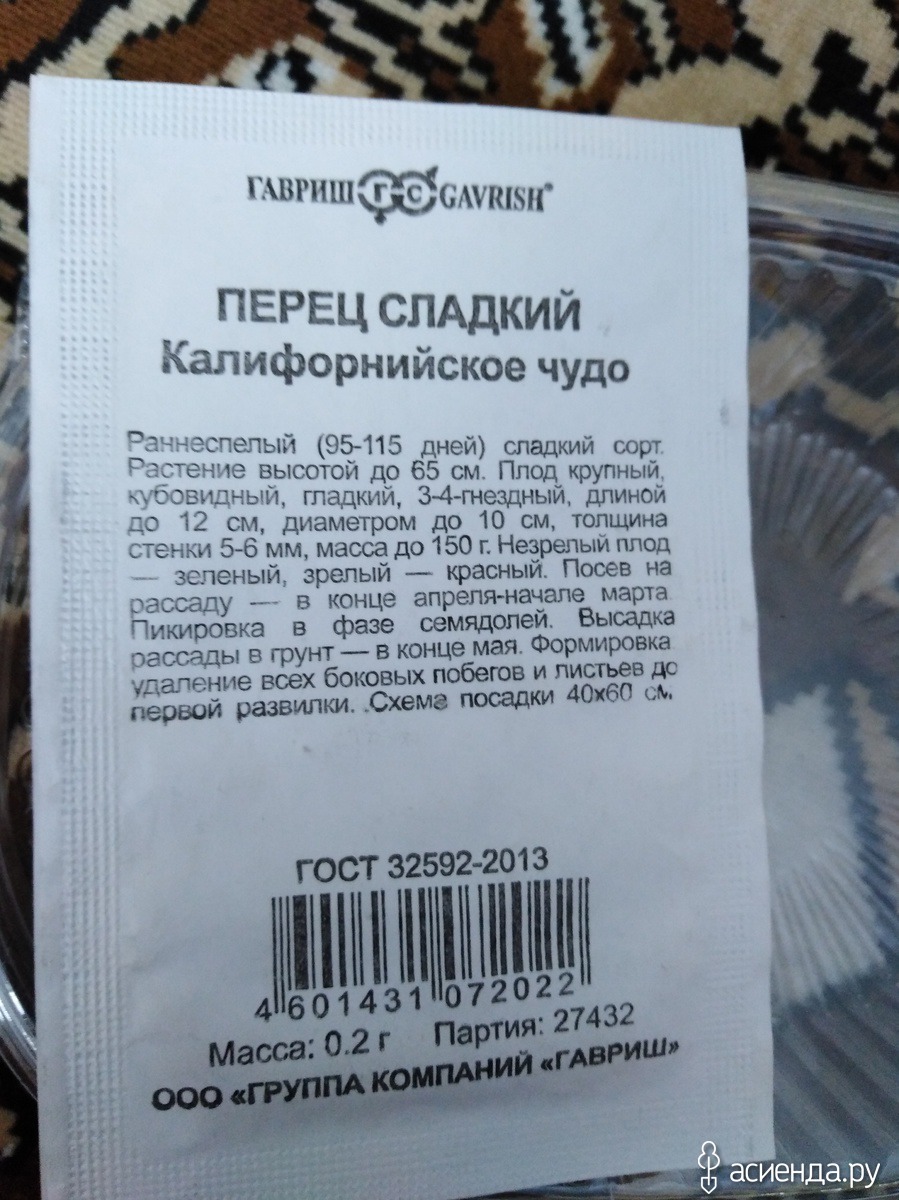 ГАВРИШ ГС GAVRISH®
ПЕРЕЦ СЛАДКИЙ
Калифорнийское чудо
Раннеспелый (95-115 дней) сладкий сорт.
Растение высотой до 65 см. Плод крупный,
кубовидный, гладкий, 3-4-гнездный, длиной
до 12 см, диаметром до 10 см, толщина
стенки 5-6 мм, масса до 150 г. Незрелый плод
— зеленый, зрелый — красный. Посев на
рассаду — в конце апреля-начале марта.
Пикировка в фазе семядолей. Высадка
рассады в грунт — в конце мая. Формировка
удаление всех боковых побегов и листьев до
первой развилки. .Схема посадки 40х60 см.
ГОСТ 32592-2013
4 601431 072022
Масса: 0.2 г Партия: 27432
ООО «ГРУППА КОМПАНИЙ «ГАВРИШ»
асиенда.ру